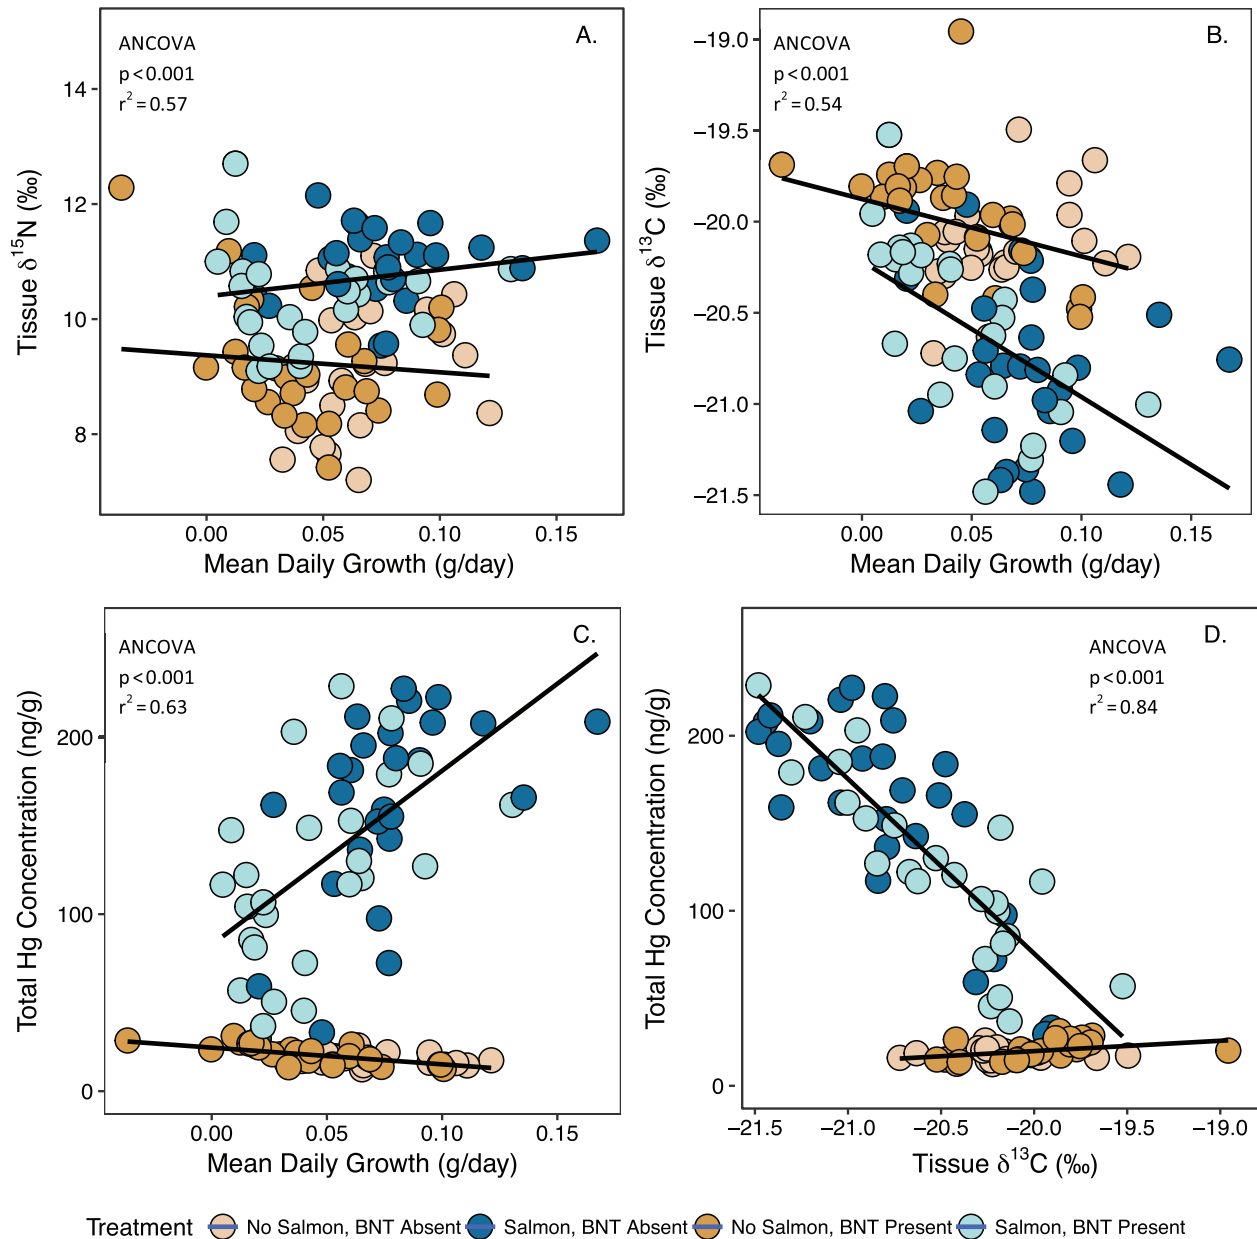 A.
ANCOVA
p<0.001
r² = 0.57
14
12
10
8
Tissue δ¹⁵N (‰)
0.00 0.05 0.10 0.15
Mean Daily Growth (g/day)
B.
ANCOVA
p<0.001
r² = 0.54
−19.0
−19.5
−20.0
−20.5
−21.0
−21.5
Tissue δ¹³C (‰)
0.00 0.05 0.10 0.15
Mean Daily Growth (g/day)
C.
ANCOVA
p<0.001
r² = 0.63
200
100
0
Total Hg Concentration (ng/g)
0.00 0.05 0.10 0.15
Mean Daily Growth (g/day)
D.
ANCOVA
p<0.001
r² = 0.84
200
100
0
Total Hg Concentration (ng/g)
−21.5 −21.0 −20.5 −20.0 −19.5 −19.0
Tissue δ¹³C (‰)
Treatment No Salmon, BNT Absent Salmon, BNT Absent No Salmon, BNT Present Salmon, BNT Present